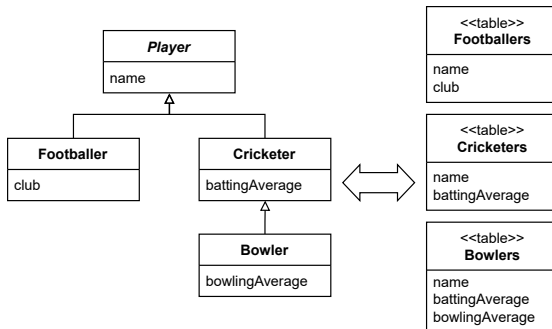 Player
name
Footballer
club
Cricketer
battingAverage
Bowler
bowlingAverage
<<table>>
Footballers
name
club
<<table>>
Cricketers
name
battingAverage
<<table>>
Bowlers
name
battingAverage
bowlingAverage